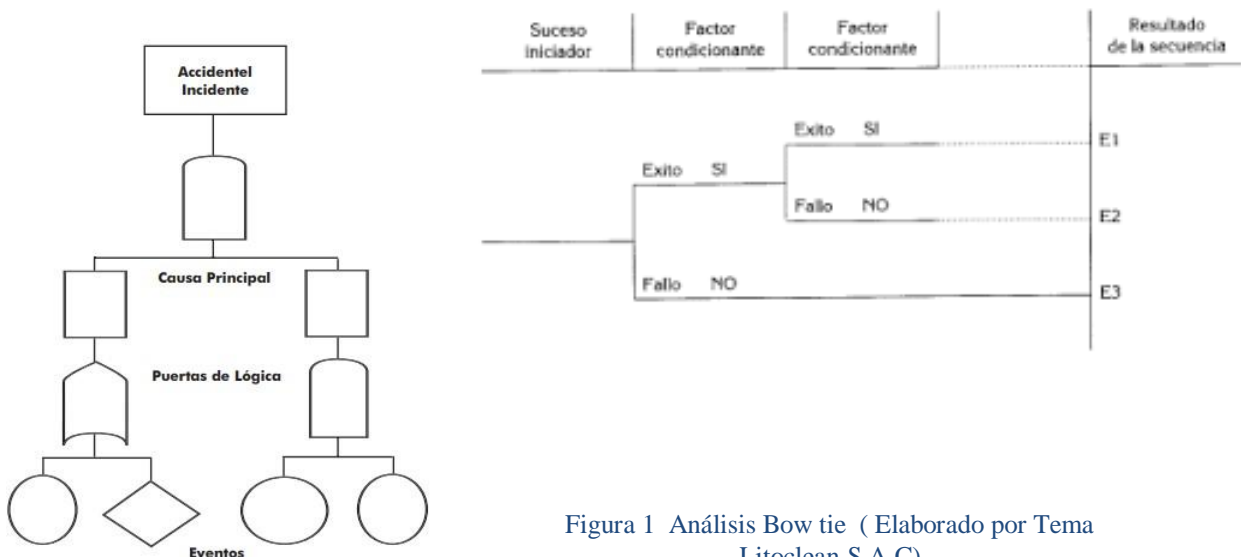 Accidentel
Incidente
Causa Principal
Puertas de Lógica
Eventos
Suceso
iniciador
Factor
condicionante
Factor
condicionante
Resultado
de la secuencia
Exito SI
E1
Exito SI
Fallo NO
E2
Fallo NO
E3
Figura 1 Análisis Bow tie ( Elaborado por Tema
Litoclean S.A.C)